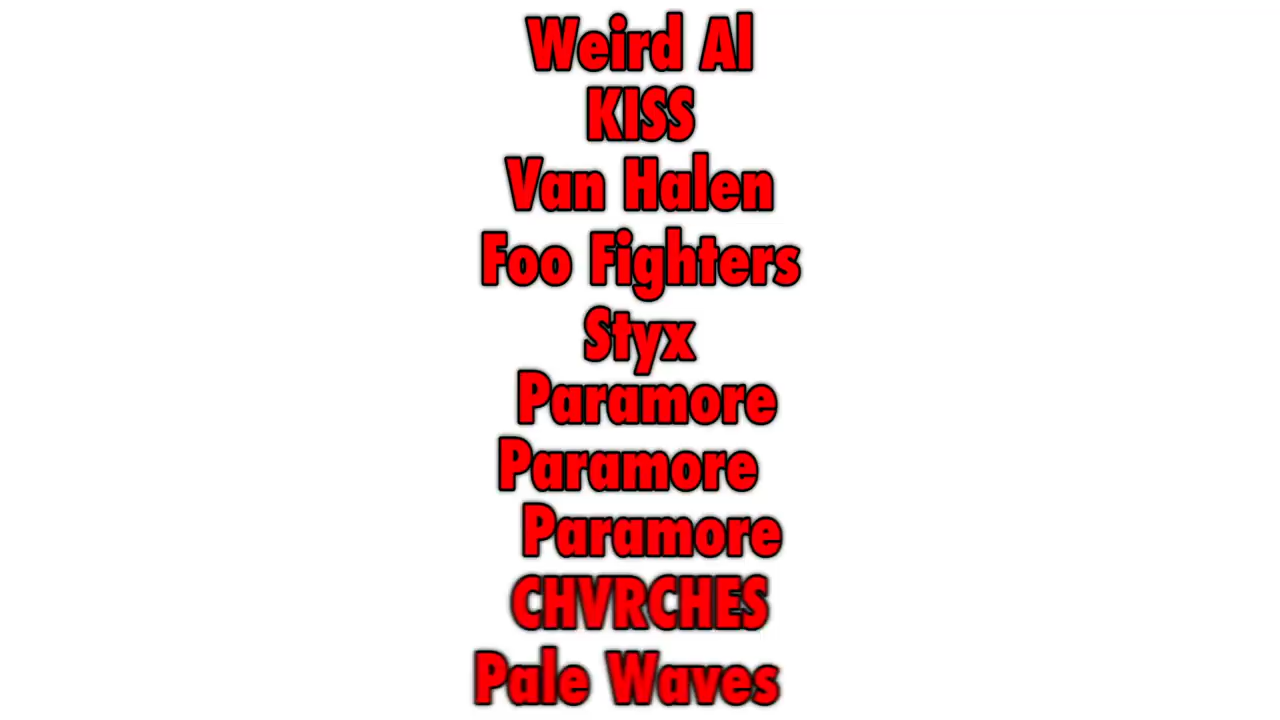 Weird Al
KISS
Van Halen
Foo Fighters
Styx
Paramore
Paramore
Paramore
CHVRCHES
Pale Waves